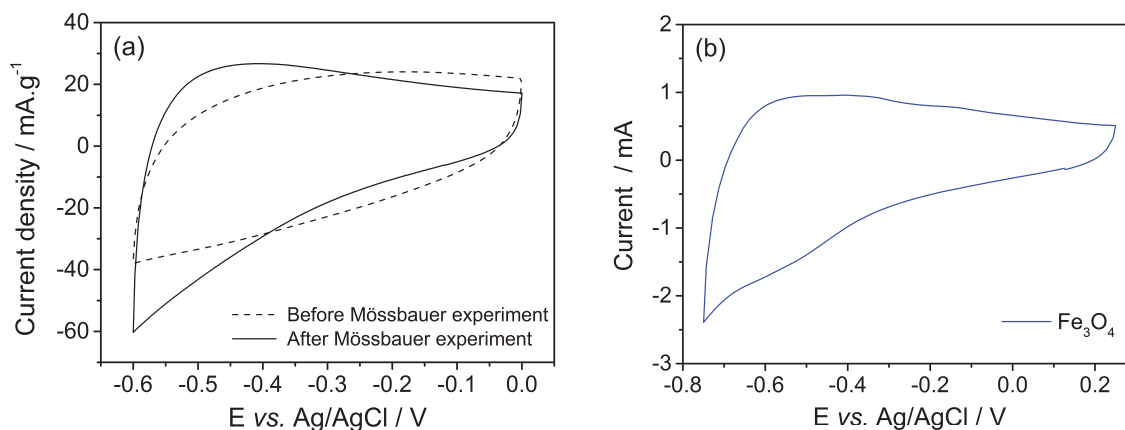 (a)
Current density / mA.g⁻¹
40
20
0
-20
-40
-60
Before Mössbauer experiment
After Mössbauer experiment
-0.6
-0.5
-0.4
-0.3
-0.2
-0.1
0.0
E vs. Ag/AgCl / V
(b)
Current / mA
2
1
0
-1
-2
-3
Fe₃O₄
-0.8
-0.6
-0.4
-0.2
0.0
0.2
E vs. Ag/AgCl / V